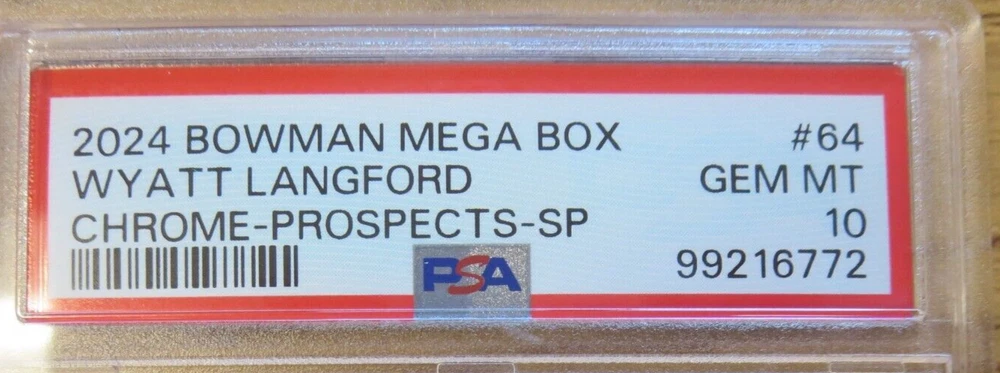 2024 BOWMAN MEGA BOX #64
WYATT LANGFORD GEM MT
CHROME-PROSPECTS-SP 10
99216772
PSA